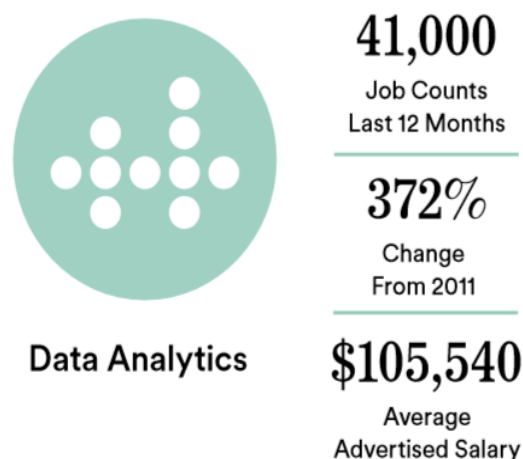 41,000
Job Counts
Last 12 Months
372%
Change
From 2011
Data Analytics
$105,540
Average
Advertised Salary